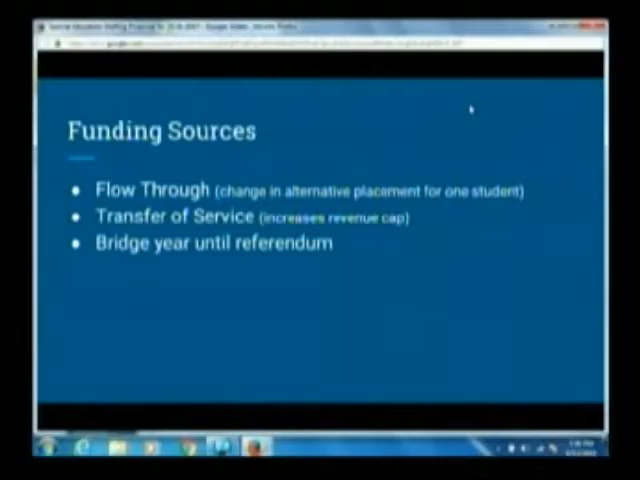 Funding Sources
Flow Through (change in alternative placement for one student)
Transfer of Service (increases revenue cap)
Bridge year until referendum